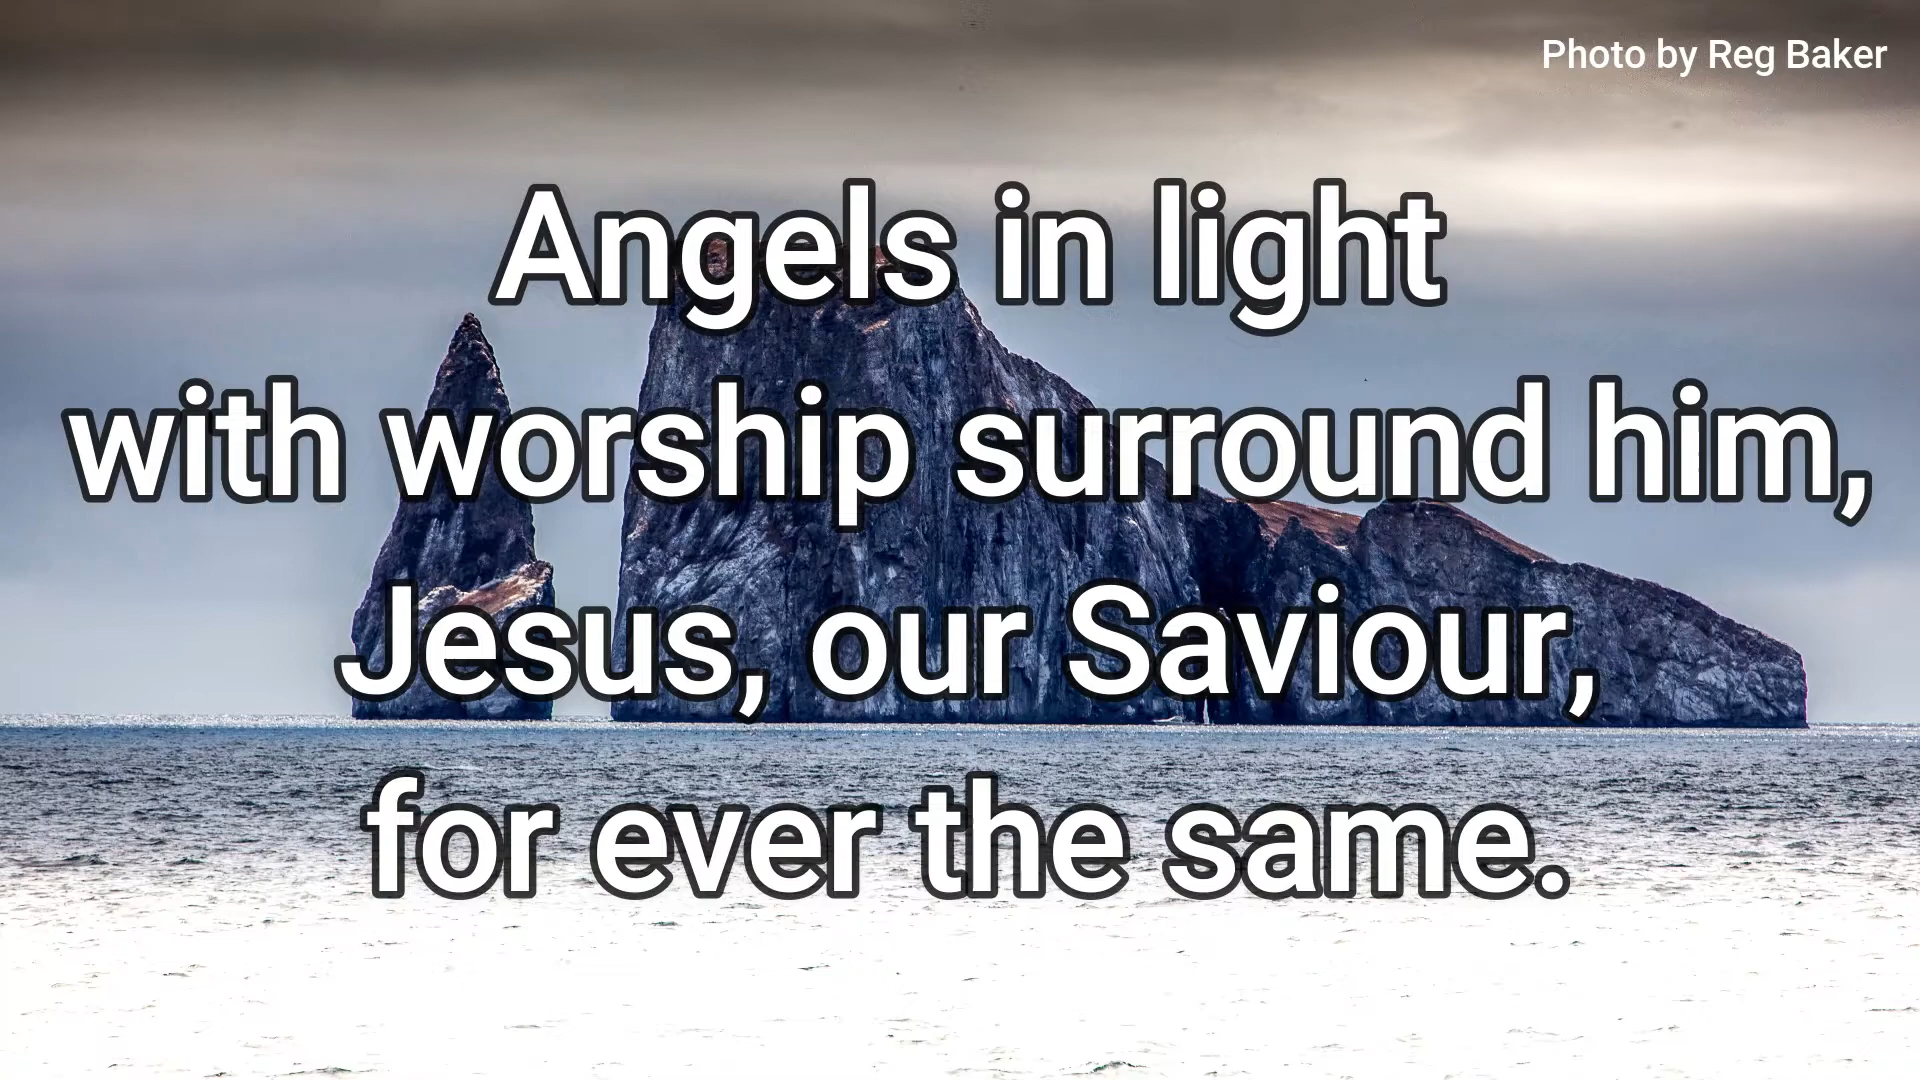 Photo by Reg Baker
Angels in light
with worship surround him,
Jesus, our Saviour,
for ever the same.